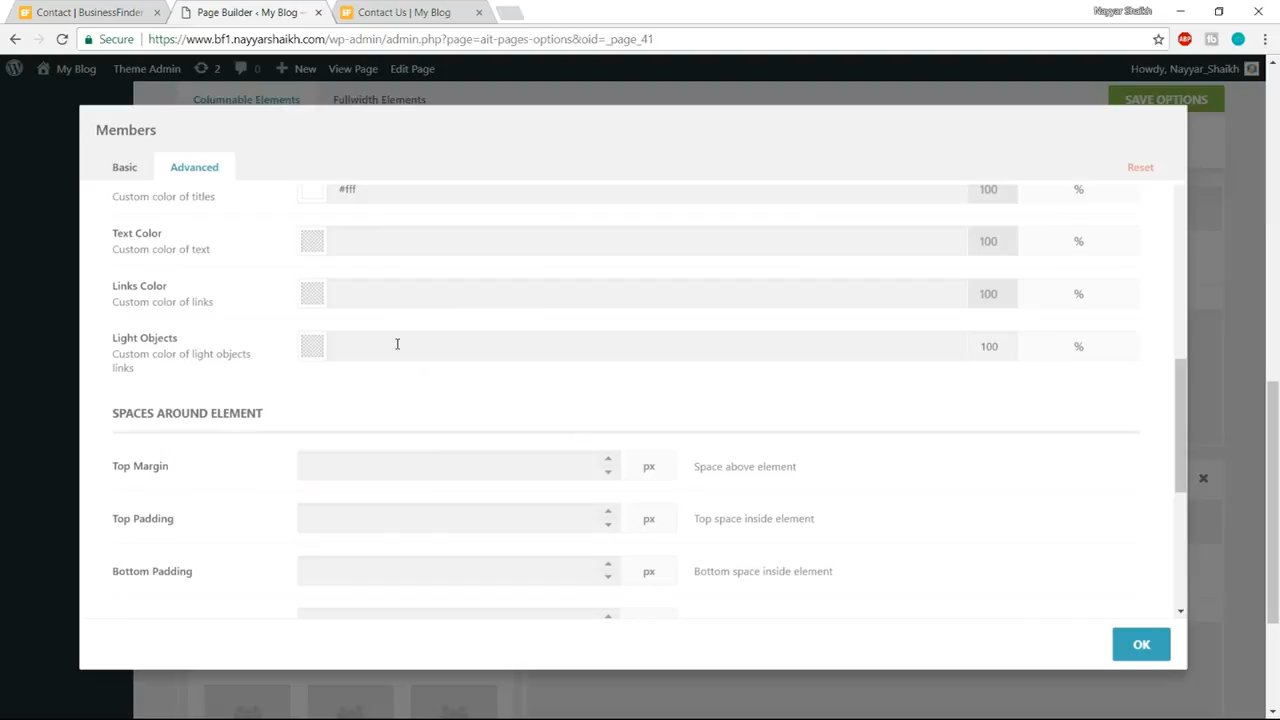 Contact | BusinessFinder
Page Builder ‹ My Blog —
Contact Us | My Blog
Nayyar Shaikh
Secure
https://www.bf1.nayyarshaikh.com/wp-admin/admin.php?page=ait-pages-options&oid=_page_41
My Blog
Theme Admin
2
0
New
View Page
Edit Page
Howdy, Nayyar_Shaikh
Columnable Elements
Fullwidth Elements
SAVE OPTIONS
Members
Basic
Advanced
Reset
Custom color of titles
#fff
100
%
Text Color
Custom color of text
100
%
Links Color
Custom color of links
100
%
Light Objects
Custom color of light objects
links
100
%
SPACES AROUND ELEMENT
Top Margin
px
Space above element
Top Padding
px
Top space inside element
Bottom Padding
px
Bottom space inside element
OK